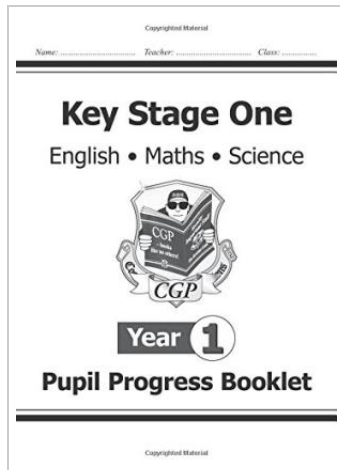 Copyrighted Material
Name: .................................. Teacher: .................................. Class: ................
Key Stage One
English • Maths • Science
CGP
CGP
Year 1
Pupil Progress Booklet
Copyrighted Material